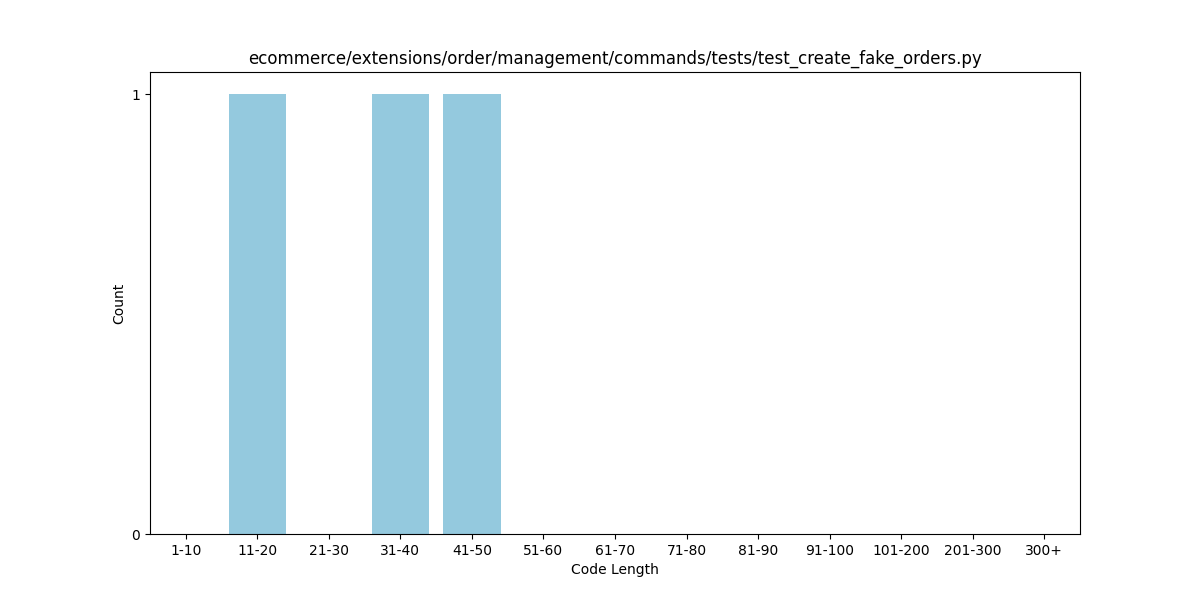 ecommerce/extensions/order/management/commands/tests/test_create_fake_orders.py
1
Count
0
1-10 11-20 21-30 31-40 41-50 51-60 61-70 71-80 81-90 91-100 101-200 201-300 300+
Code Length